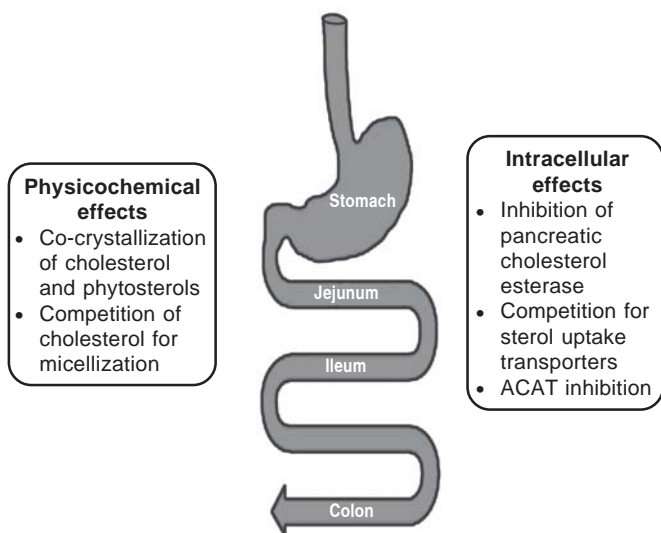 Physicochemical
effects
• Co-crystallization
of cholesterol
and phytosterols
• Competition of
cholesterol for
micellization
Stomach
Jejunum
Ileum
Colon
Intracellular
effects
• Inhibition of
pancreatic
cholesterol
esterase
• Competition for
sterol uptake
transporters
• ACAT inhibition